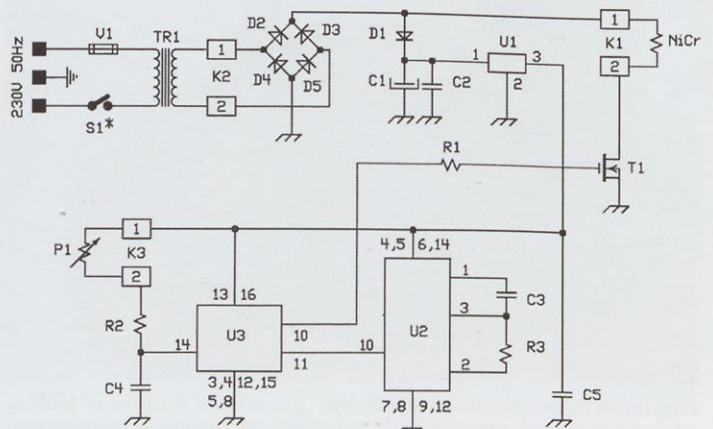 230V 50Hz
V1
S1*
TR1
1
K2
2
D2
D3
D4
D5
D1
C1
C2
1
U1
3
2
1
K1
2
NiCr
R1
T1
P1
1
K3
2
R2
C4
14
13
16
U3
10
11
3,4
12,15
5,8
4,5
6,14
10
U2
1
3
2
7,8
9,12
C3
R3
C5